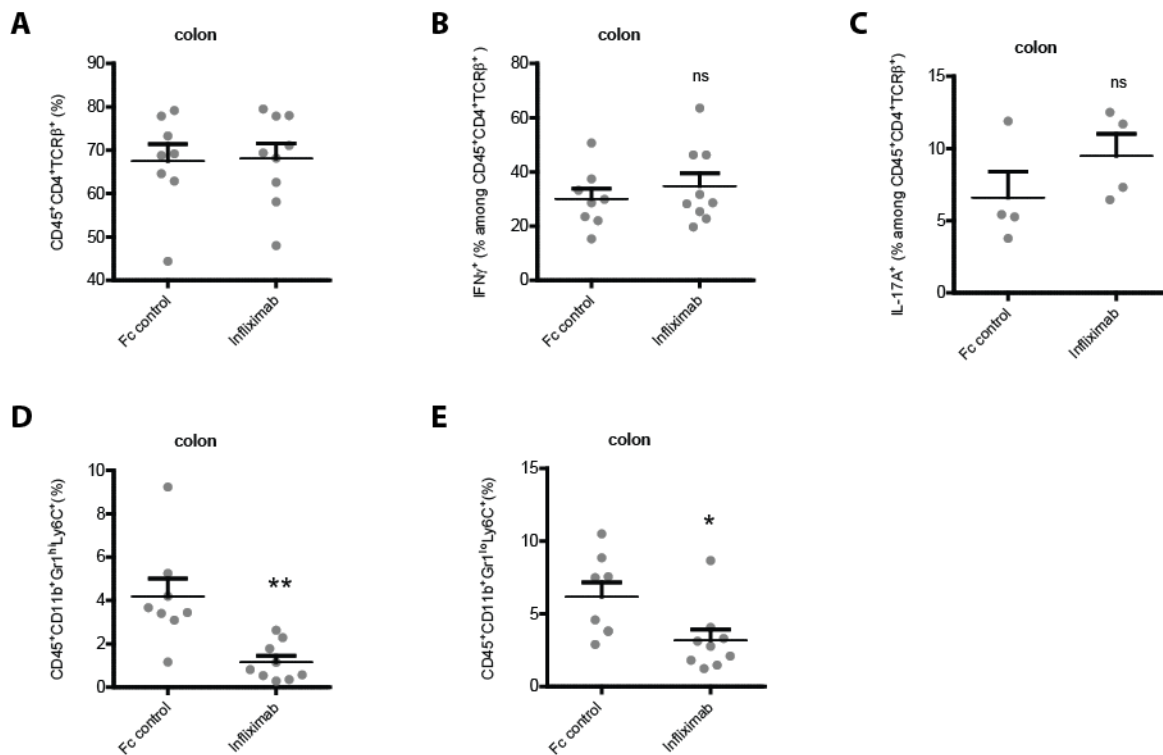 A
colon
CD45⁺CD4⁺TCRβ⁺ (%)
90
80
70
60
50
40
Fc control
Infliximab
B
colon
IFNγ⁺ (% among CD45⁺CD4⁺TCRβ⁺)
80
60
40
20
0
ns
Fc control
Infliximab
C
colon
IL-17A⁺ (% among CD45⁺CD4⁺TCRβ⁺)
15
10
5
0
ns
Fc control
Infliximab
D
colon
CD45⁺CD11b⁺Gr1ʰⁱLy6C⁺(%)
10
8
6
4
2
0
**
Fc control
Infliximab
E
colon
CD45⁺CD11b⁺Gr1ˡᵒLy6C⁺(%)
15
10
5
0
*
Fc control
Infliximab